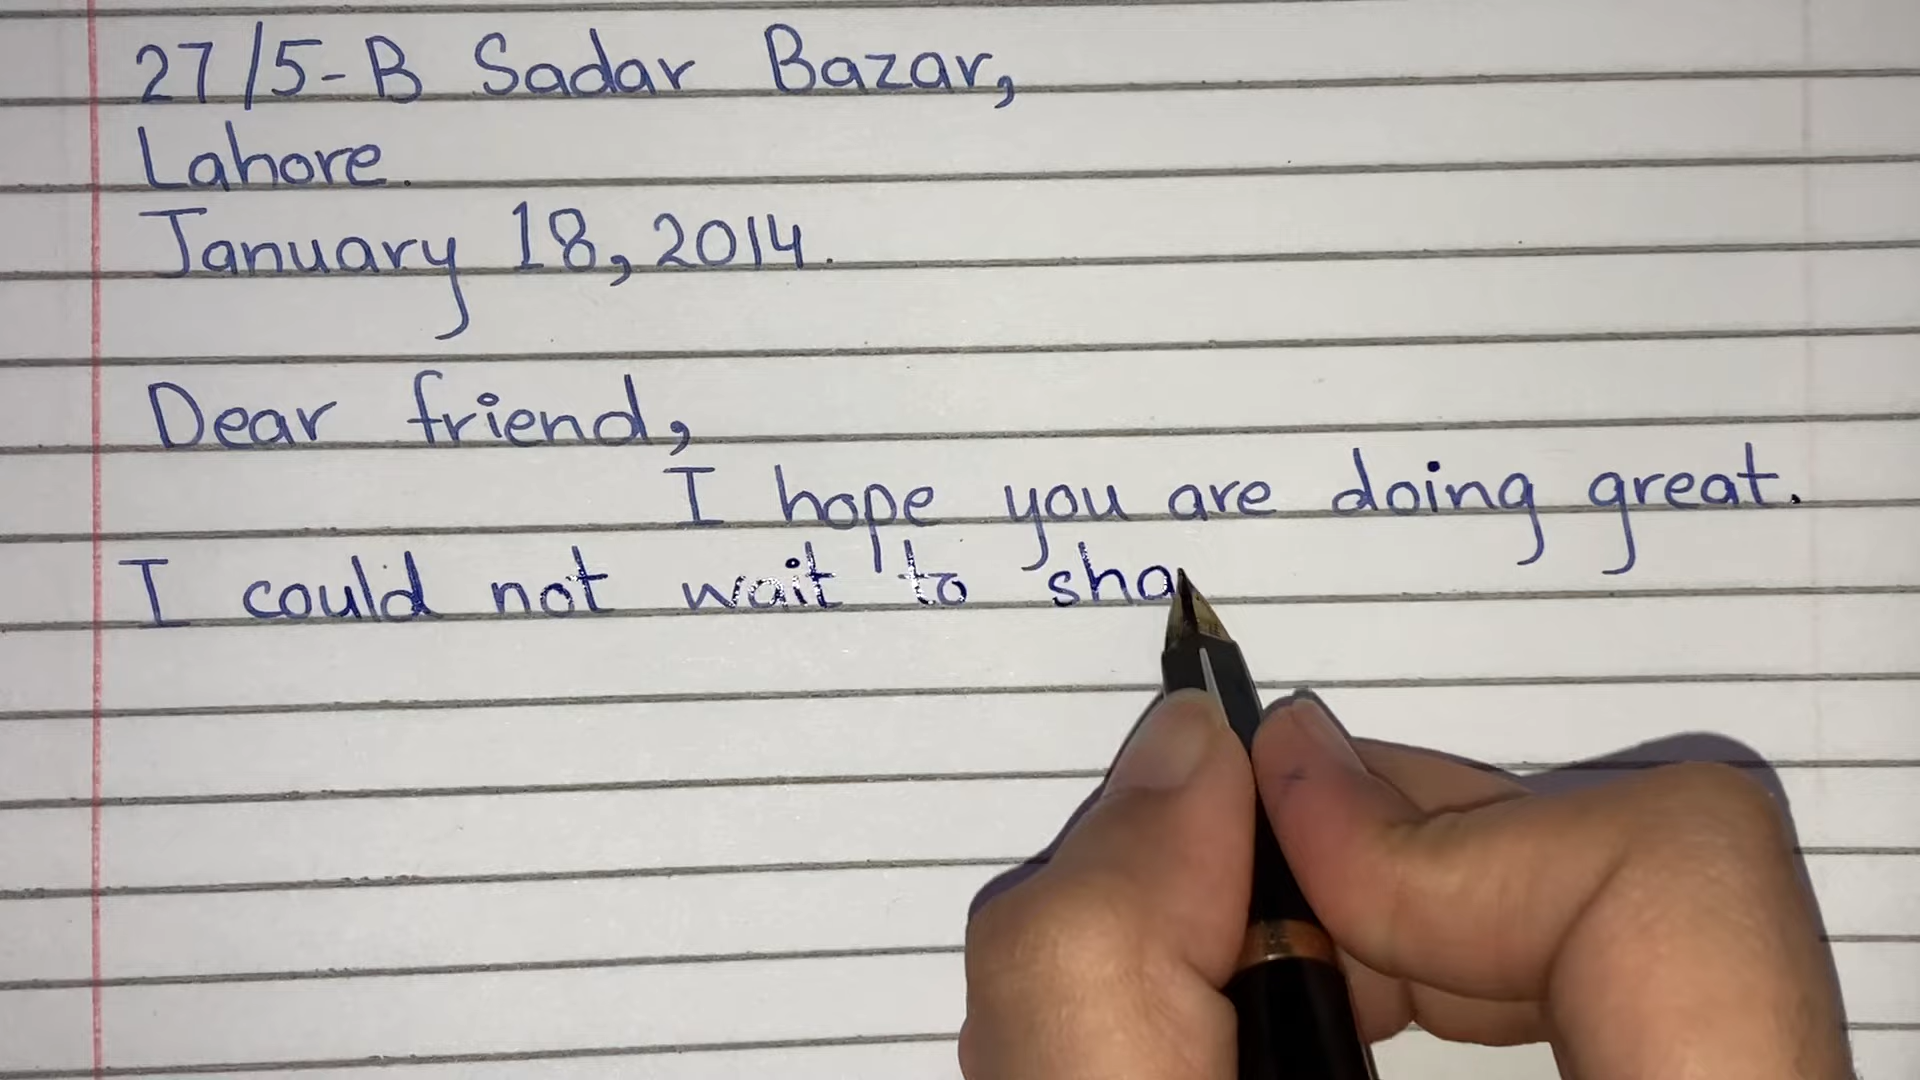 27/5-B Sadar Bazar,
Lahore.
January 18, 2014.
Dear friend,
I hope you are doing great.
I could not wait to sha